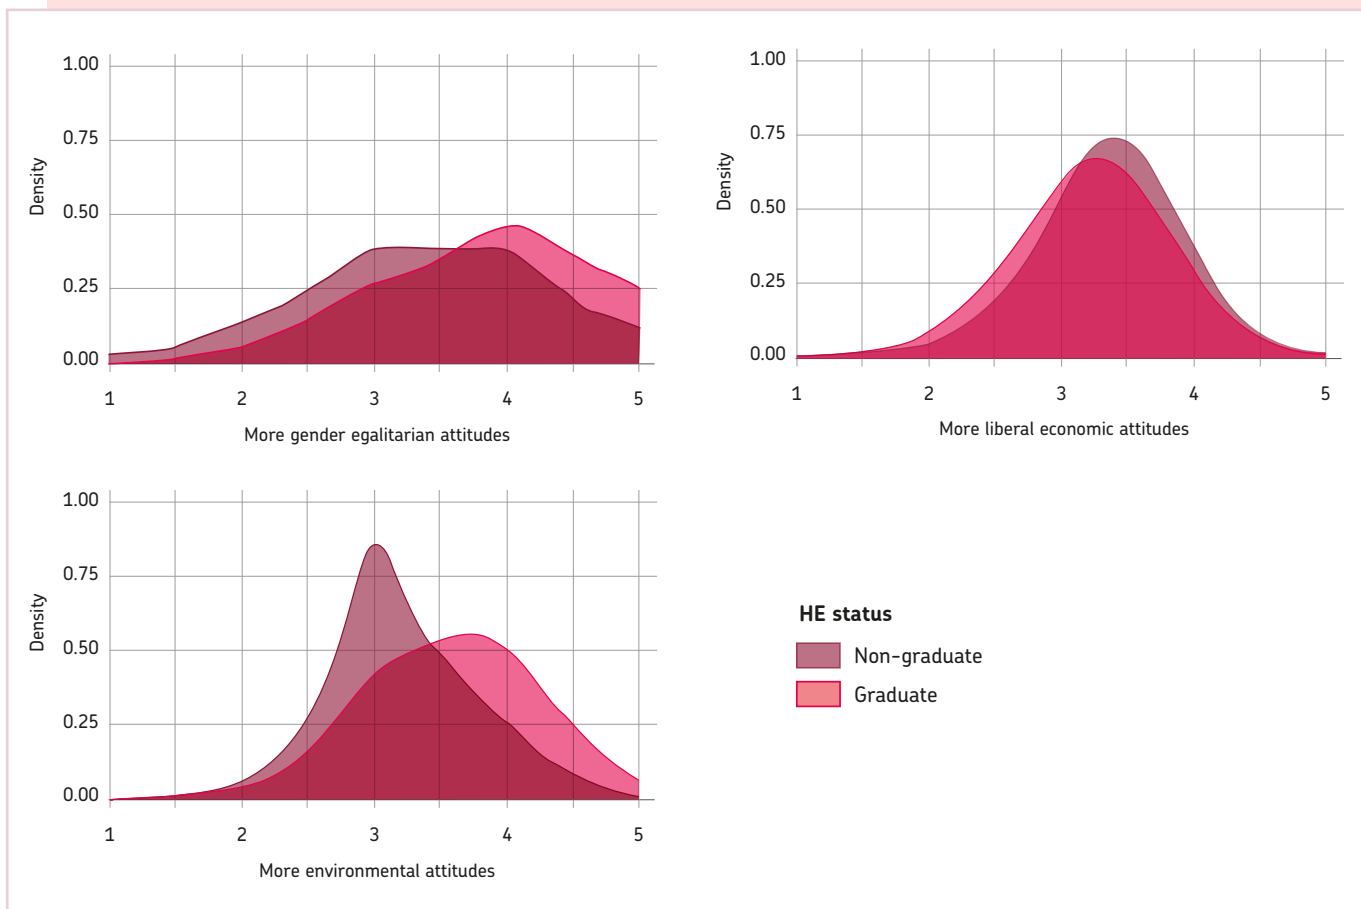 1.00
0.75
0.50
0.25
0.00
Density
1 2 3 4 5
More gender egalitarian attitudes
1.00
0.75
0.50
0.25
0.00
Density
1 2 3 4 5
More liberal economic attitudes
1.00
0.75
0.50
0.25
0.00
Density
1 2 3 4 5
More environmental attitudes
HE status
Non-graduate
Graduate